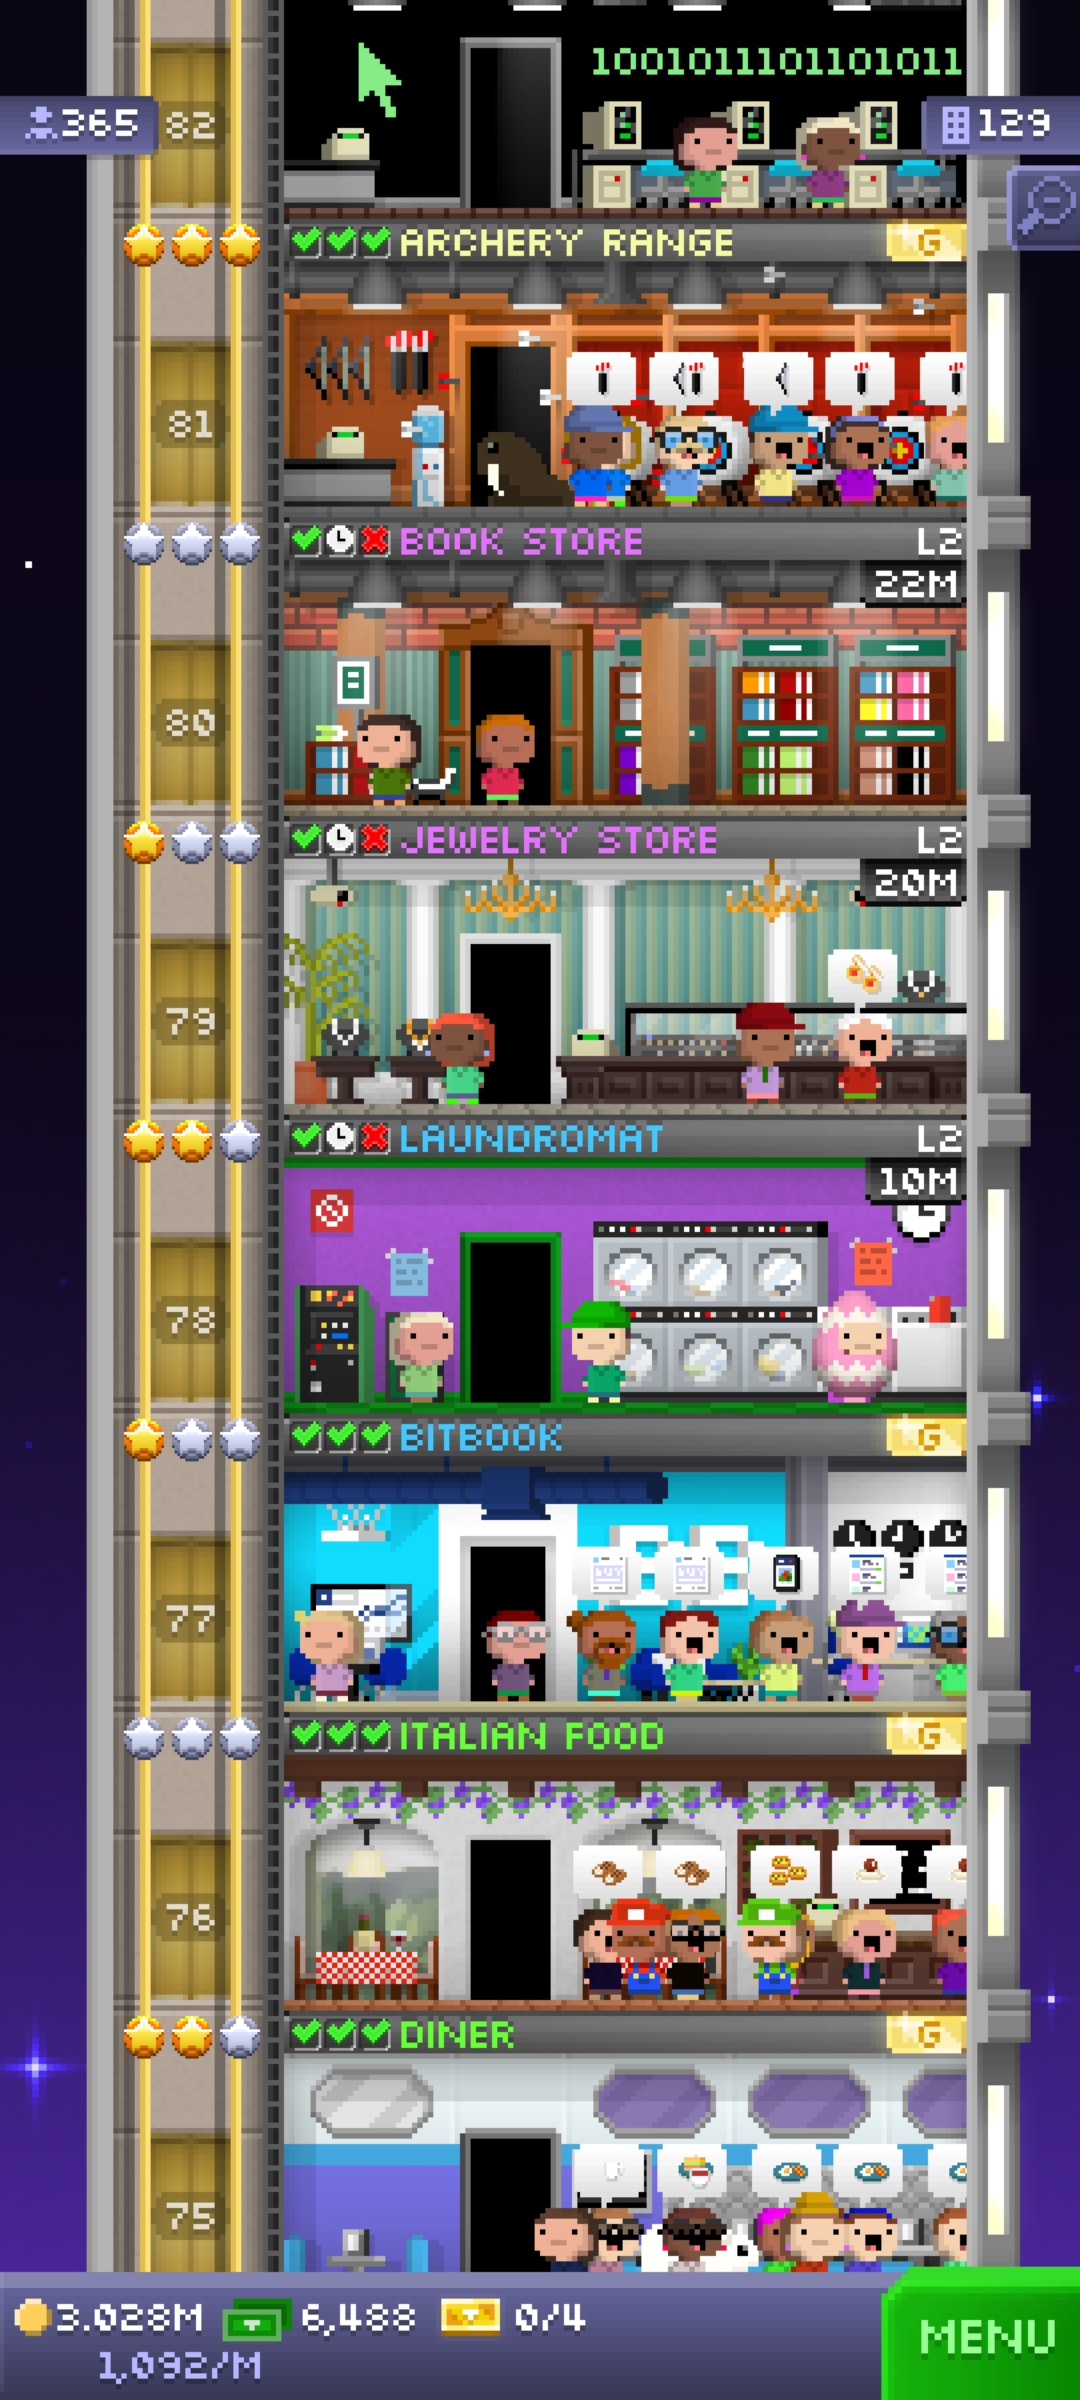 1001011101101011
365
82
129
ARCHERY RANGE
G
81
BOOK STORE
L2
22M
80
JEWELRY STORE
L2
20M
79
LAUNDROMAT
L2
10M
78
BITBOOK
G
77
ITALIAN FOOD
G
76
DINER
G
75
3.028M
6,488
0/4
MENU
1,092/M